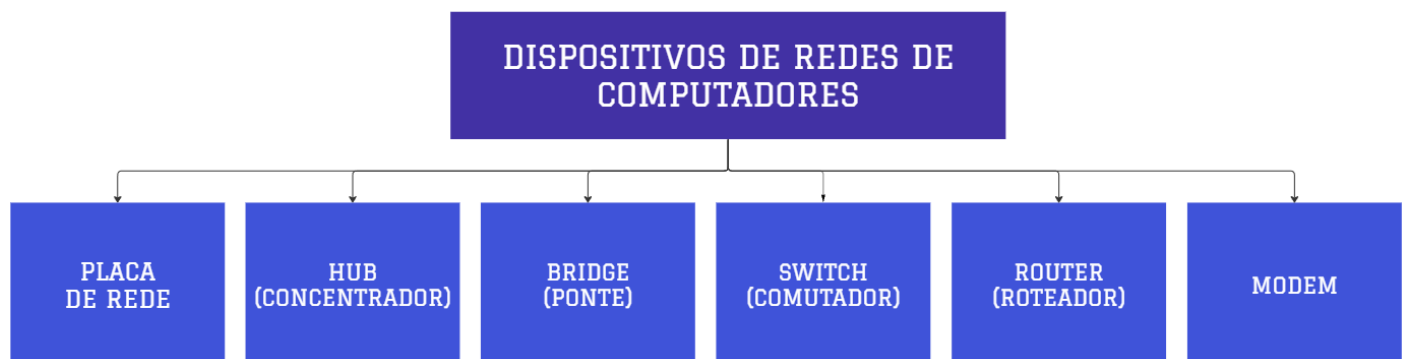 DISPOSITIVOS DE REDES DE
COMPUTADORES
PLACA
DE REDE
HUB
(CONCENTRADOR)
BRIDGE
(PONTE)
SWITCH
(COMUTADOR)
ROUTER
(ROTEADOR)
MODEM